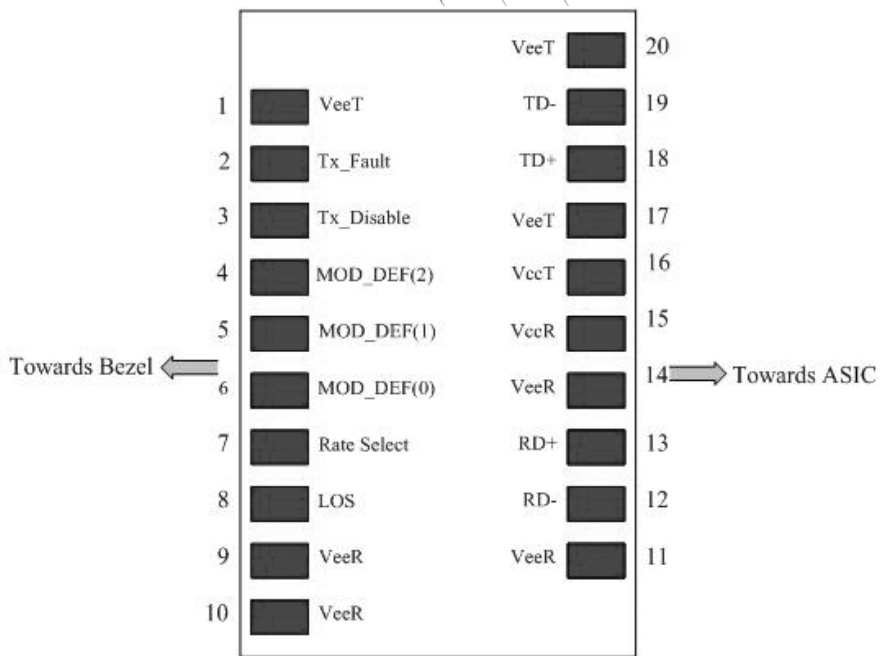 VeeT 20
1 VeeT TD- 19
2 Tx_Fault TD+ 18
3 Tx_Disable VeeT 17
4 MOD_DEF(2) VccT 16
5 MOD_DEF(1) VccR 15
Towards Bezel
6 MOD_DEF(0) VeeR 14
Towards ASIC
7 Rate Select RD+ 13
8 LOS RD- 12
9 VeeR VeeR 11
10 VeeR